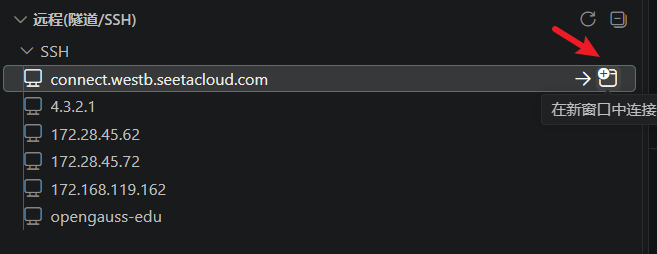 远程(隧道/SSH)
SSH
connect.westb.seetacloud.com
在新窗口中连接
4.3.2.1
172.28.45.62
172.28.45.72
172.168.119.162
opengauss-edu